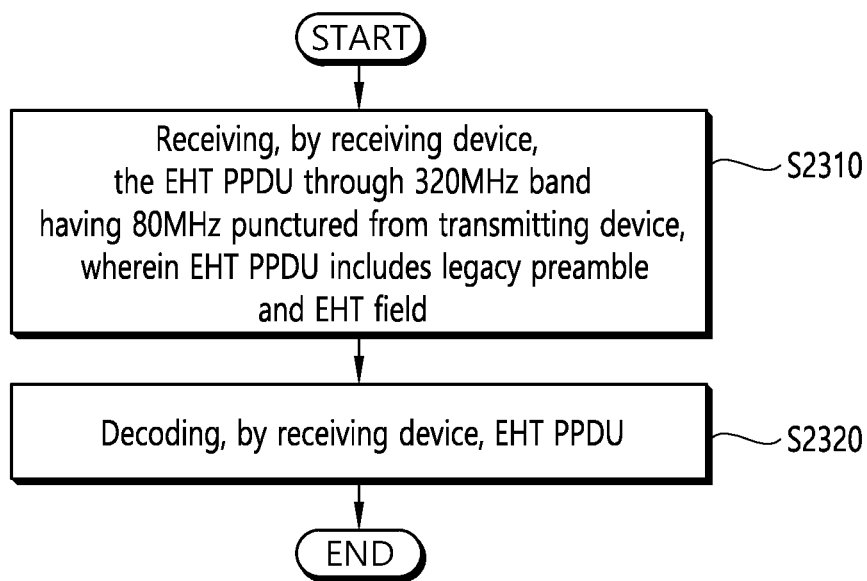 START
Receiving, by receiving device,
the EHT PPDU through 320MHz band
having 80MHz punctured from transmitting device,
wherein EHT PPDU includes legacy preamble
and EHT field
S2310
Decoding, by receiving device, EHT PPDU
S2320
END